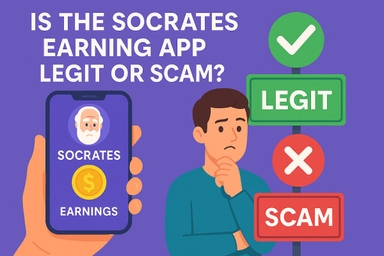 IS THE SOCRATES
EARNING APP
LEGIT OR SCAM?
SOCRATES
$
EARNINGS
LEGIT
SCAM